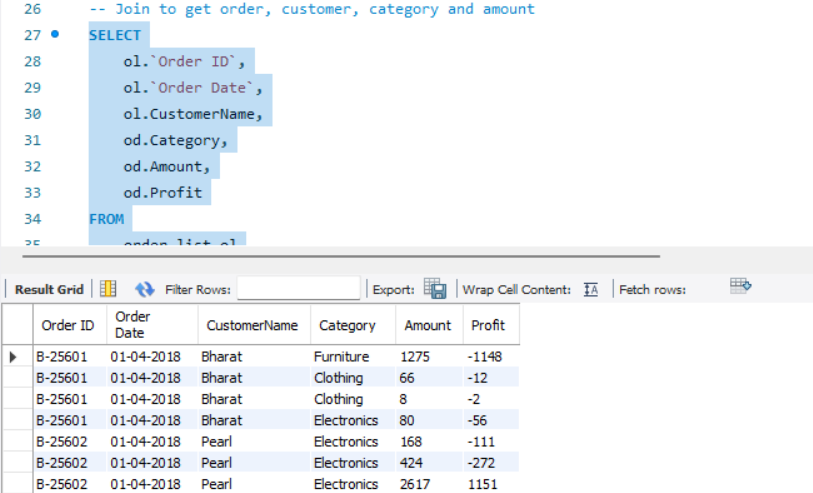 26 -- Join to get order, customer, category and amount
27 SELECT
28 ol.`Order ID`,
29 ol.`Order Date`,
30 ol.CustomerName,
31 od.Category,
32 od.Amount,
33 od.Profit
34 FROM
35 order_list ol
Result Grid Filter Rows: Export: Wrap Cell Content: IA Fetch rows:
Order ID Order Date CustomerName Category Amount Profit
B-25601 01-04-2018 Bharat Furniture 1275 -1148
B-25601 01-04-2018 Bharat Clothing 66 -12
B-25601 01-04-2018 Bharat Clothing 8 -2
B-25601 01-04-2018 Bharat Electronics 80 -56
B-25602 01-04-2018 Pearl Electronics 168 -111
B-25602 01-04-2018 Pearl Electronics 424 -272
B-25602 01-04-2018 Pearl Electronics 2617 1151